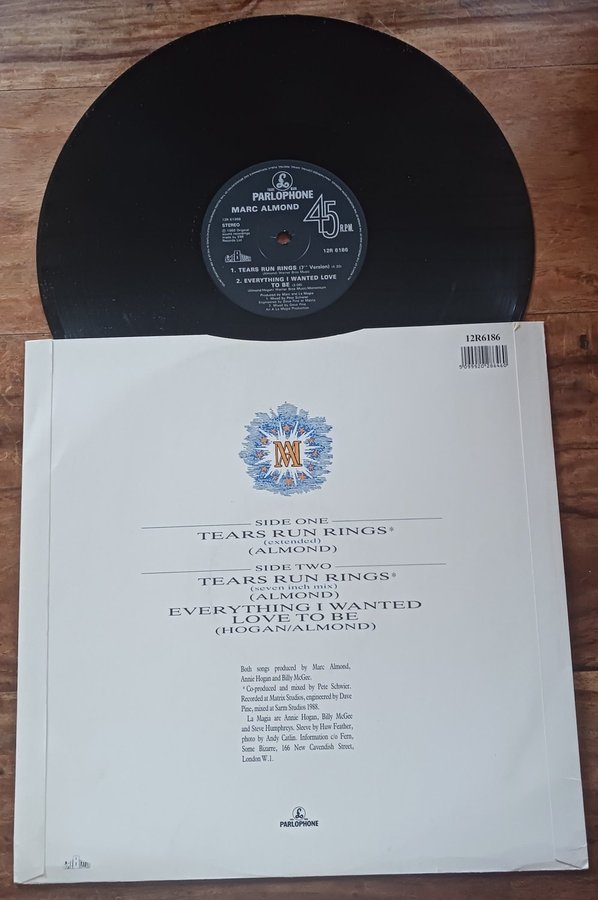 PARLOPHONE
MARC ALMOND
45
R.P.M.
STEREO
12R 6186
1. TEARS RUN RINGS (7" Version)
2. EVERYTHING I WANTED LOVE
TO BE
12R6186
SIDE ONE
TEARS RUN RINGS*
(extended)
(ALMOND)
SIDE TWO
TEARS RUN RINGS*
(seven inch mix)
(ALMOND)
EVERYTHING I WANTED
LOVE TO BE
(HOGAN/ALMOND)
Both songs produced by Marc Almond,
Annie Hogan and Billy McGee.
* Co-produced and mixed by Pete Schwier.
Recorded at Matrix Studios, engineered by Dave
Pine, mixed at Sarm Studios 1988.
La Magia are Annie Hogan, Billy McGee
and Steve Humphreys. Sleeve by Huw Feather,
photo by Andy Catlin. Information c/o Fern,
Some Bizarre, 166 New Cavendish Street,
London W.1.
PARLOPHONE